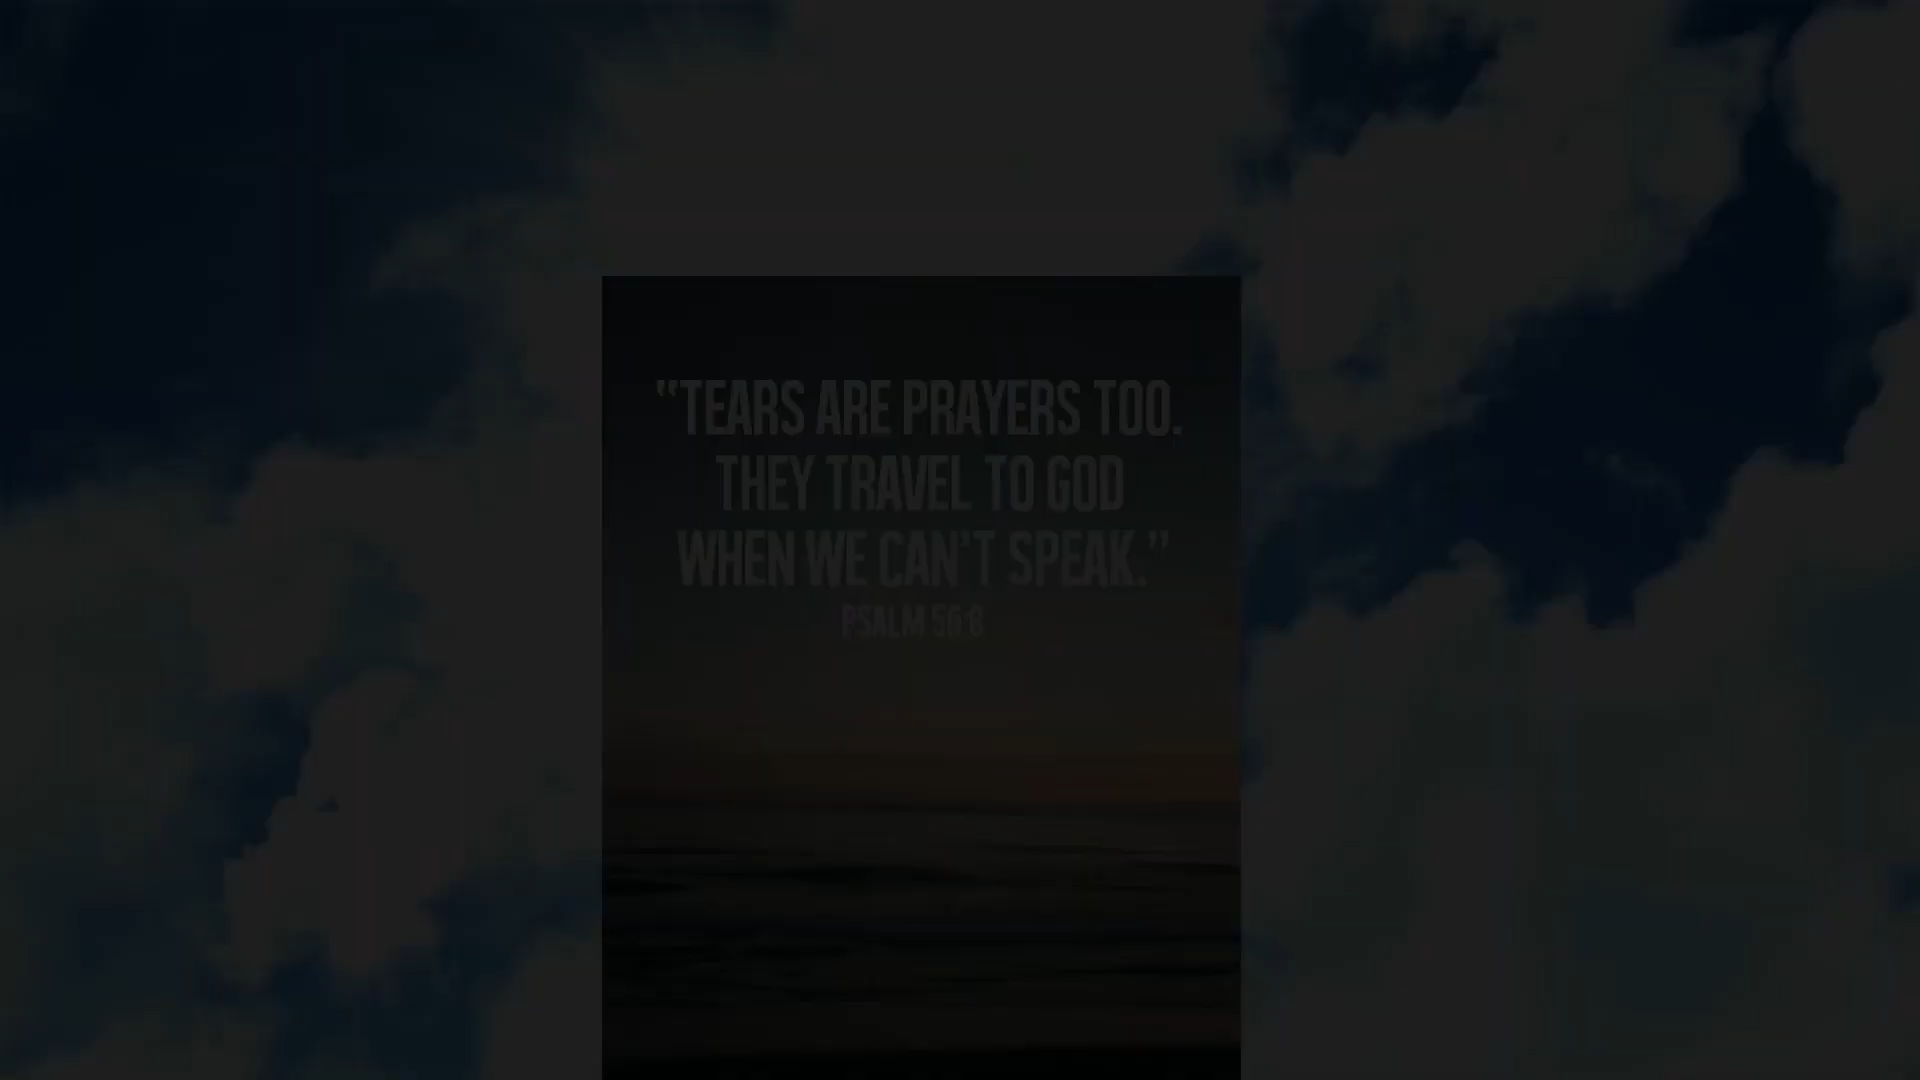 “TEARS ARE PRAYERS TOO.
THEY TRAVEL TO GOD
WHEN WE CAN’T SPEAK.”
PSALM 56:8